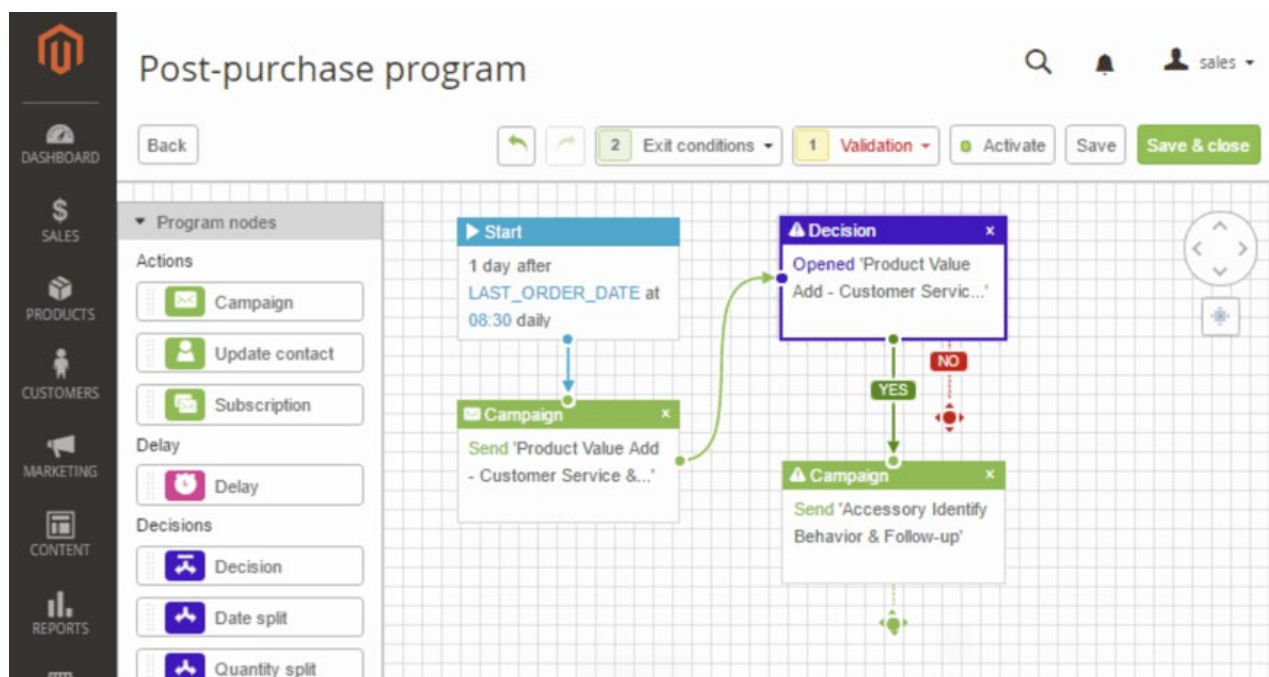 Post-purchase program
sales
Back
2 Exit conditions
1 Validation
Activate
Save
Save & close
DASHBOARD
SALES
PRODUCTS
CUSTOMERS
MARKETING
CONTENT
REPORTS
Program nodes
Actions
Campaign
Update contact
Subscription
Delay
Delay
Decisions
Decision
Date split
Quantity split
Start
1 day after
LAST_ORDER_DATE at
08:30 daily
Campaign x
Send 'Product Value Add
- Customer Service &...'
Decision x
Opened 'Product Value
Add - Customer Servic...'
NO
YES
Campaign x
Send 'Accessory Identify
Behavior & Follow-up'